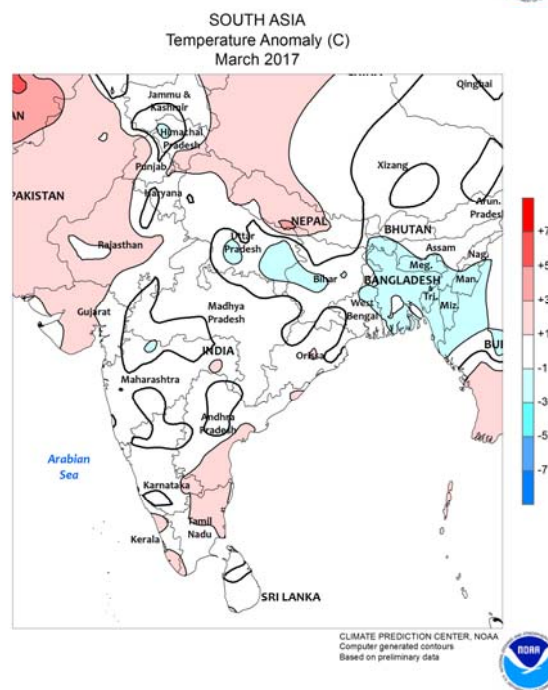 SOUTH ASIA
Temperature Anomaly (C)
March 2017
Qinghai
Jammu &
Kashmir
AN
Himachal
Pradesh
Punjab
Xizang
PAKISTAN
Haryana
Arun.
Prades
NEPAL
BHUTAN
Rajasthan
Uttar
Pradesh
Assam
Nag.
Meg.
Bihar
BANGLADESH
Man.
Tri.
Miz.
Gujarat
Madhya
Pradesh
West
Bengal
BU
INDIA
Orissa
Maharashtra
Andhra
Pradesh
Arabian
Sea
Karnataka
Tamil
Nadu
Kerala
SRI LANKA
+7
+5
+3
+1
-1
-3
-5
-7
CLIMATE PREDICTION CENTER, NOAA
Computer generated contours
Based on preliminary data
NOAA